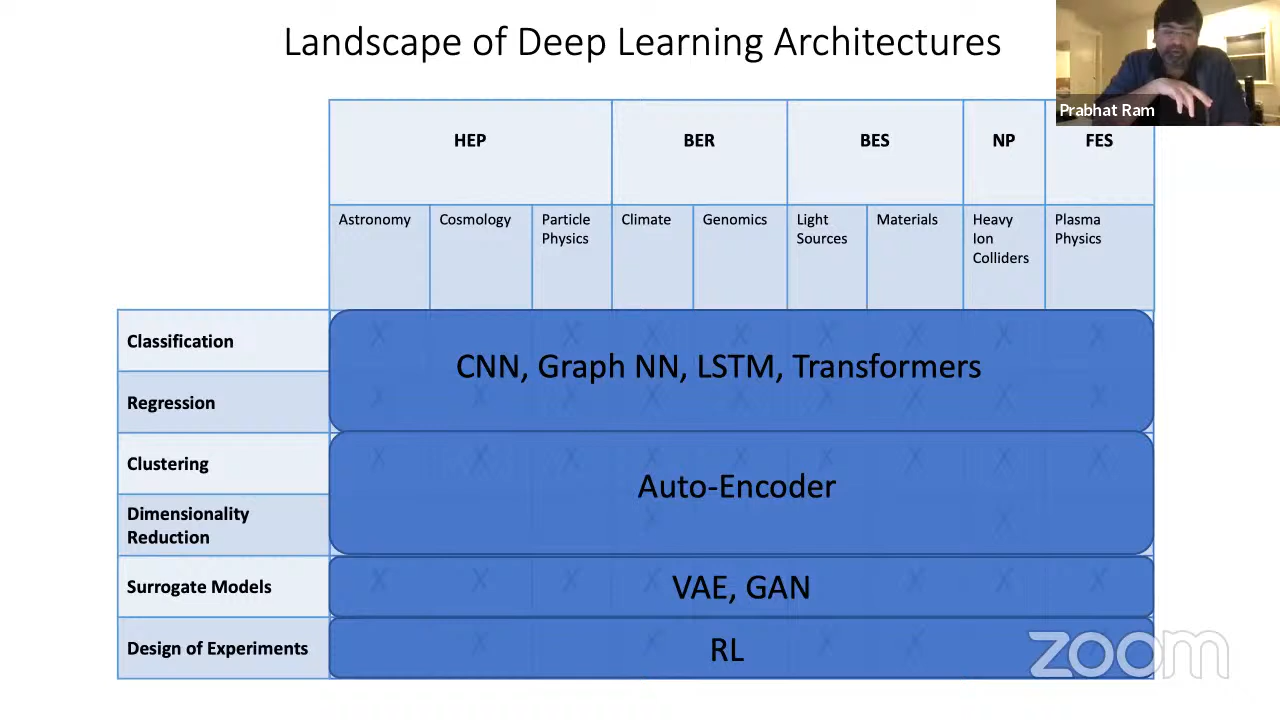 Landscape of Deep Learning Architectures
Prabhat Ram
HEP
BER
BES
NP
FES
Astronomy
Cosmology
Particle
Physics
Climate
Genomics
Light
Sources
Materials
Heavy
Ion
Colliders
Plasma
Physics
Classification
X X X X X X X X
CNN, Graph NN, LSTM, Transformers
Regression
X X X X X X X X X
Clustering
X X X X X X X X X
Auto-Encoder
Dimensionality
Reduction
X X
Surrogate Models
X X X X X X X
VAE, GAN
Design of Experiments
X X X X X
RL
zoom